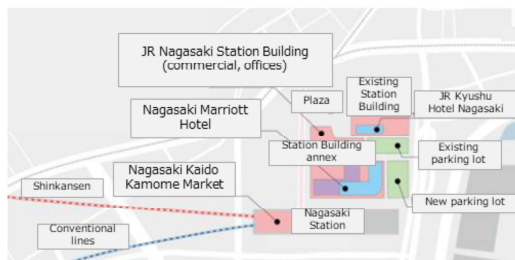 JR Nagasaki Station Building
(commercial, offices)
Existing
Station
Building
Plaza
JR Kyushu
Hotel Nagasaki
Nagasaki Marriott
Hotel
Station Building
annex
Existing
parking lot
Nagasaki Kaido
Kamome Market
Shinkansen
New parking lot
Nagasaki
Station
Conventional
lines